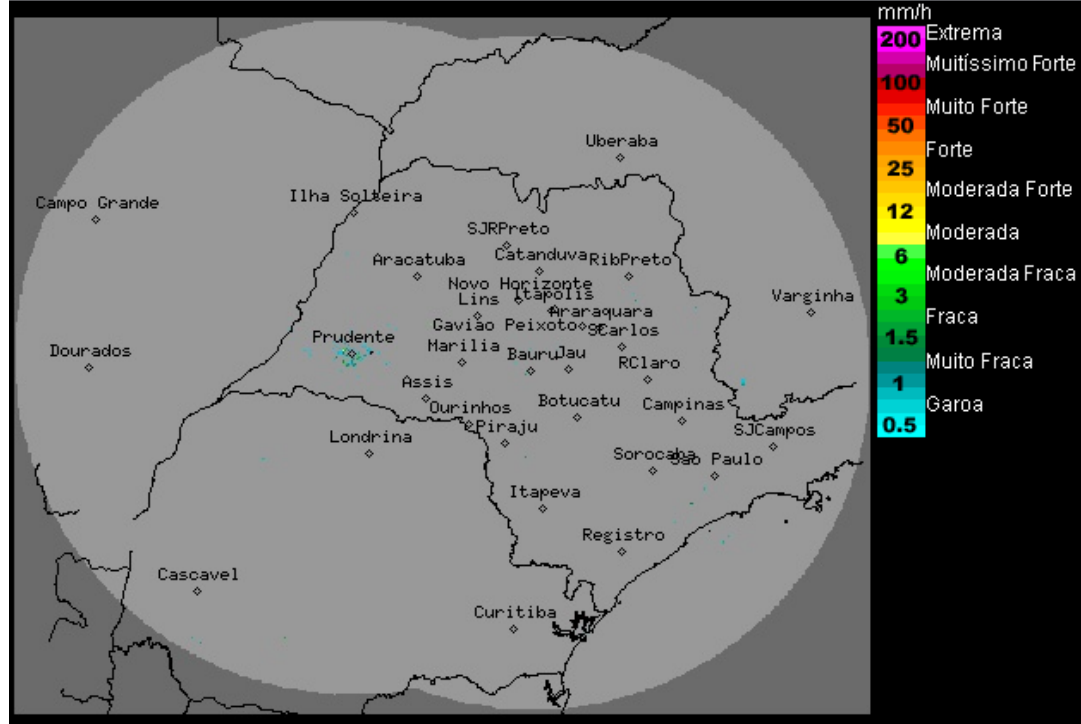 mm/h
200 Extrema
Muitíssimo Forte
100
Muito Forte
50
Forte
25
Moderada Forte
12
Moderada
6
Moderada Fraca
3
Fraca
1.5
Muito Fraca
1
Garoa
0.5
Uberaba
Campo Grande
Ilha Solteira
SJRPreto
Aracatuba
Catanduva
RibPreto
Novo Horizonte
Lins
Itapolis
Varginha
Araraquara
Gavião Peixoto
SCarlos
Prudente
Dourados
Marilia
Bauru
Jau
RClaro
Assis
Ourinhos
Botucatu
Campinas
Londrina
Piraju
SJCampos
Sorocaba
Sao Paulo
Itapeva
Registro
Cascavel
Curitiba